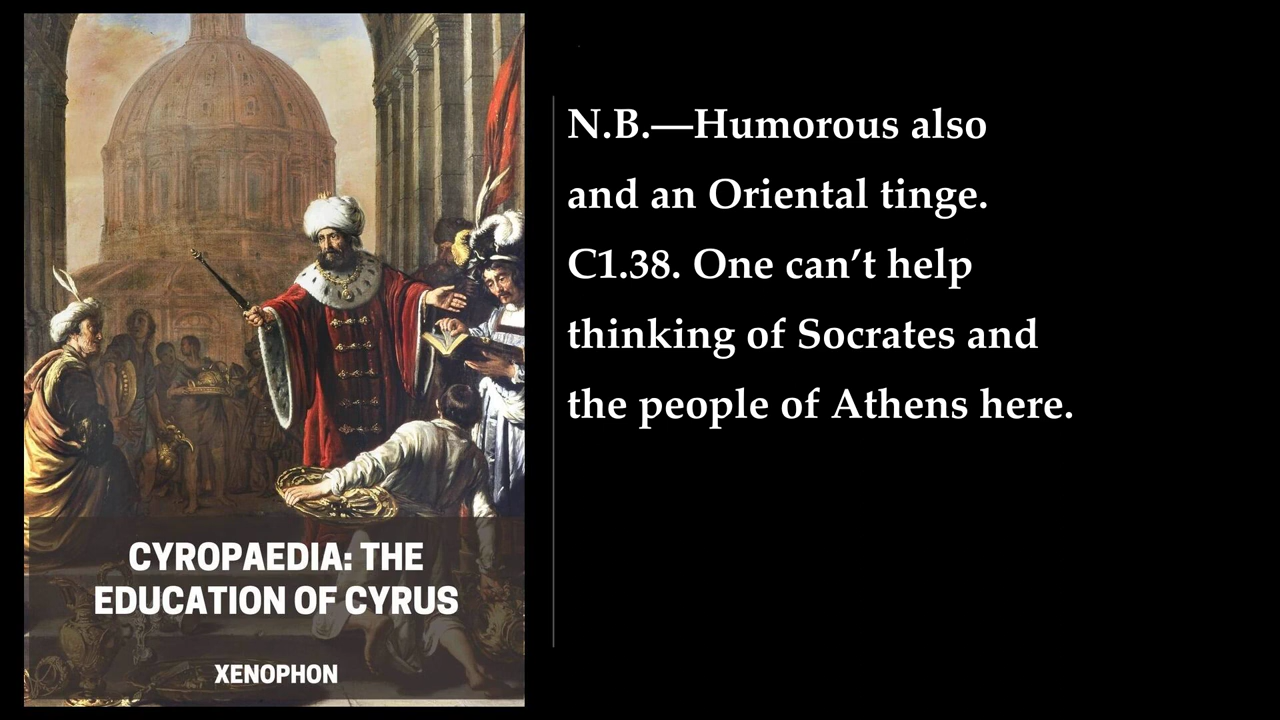 CYROPAEDIA: THE
EDUCATION OF CYRUS
XENOPHON
N.B.—Humorous also
and an Oriental tinge.
C1.38. One can’t help
thinking of Socrates and
the people of Athens here.